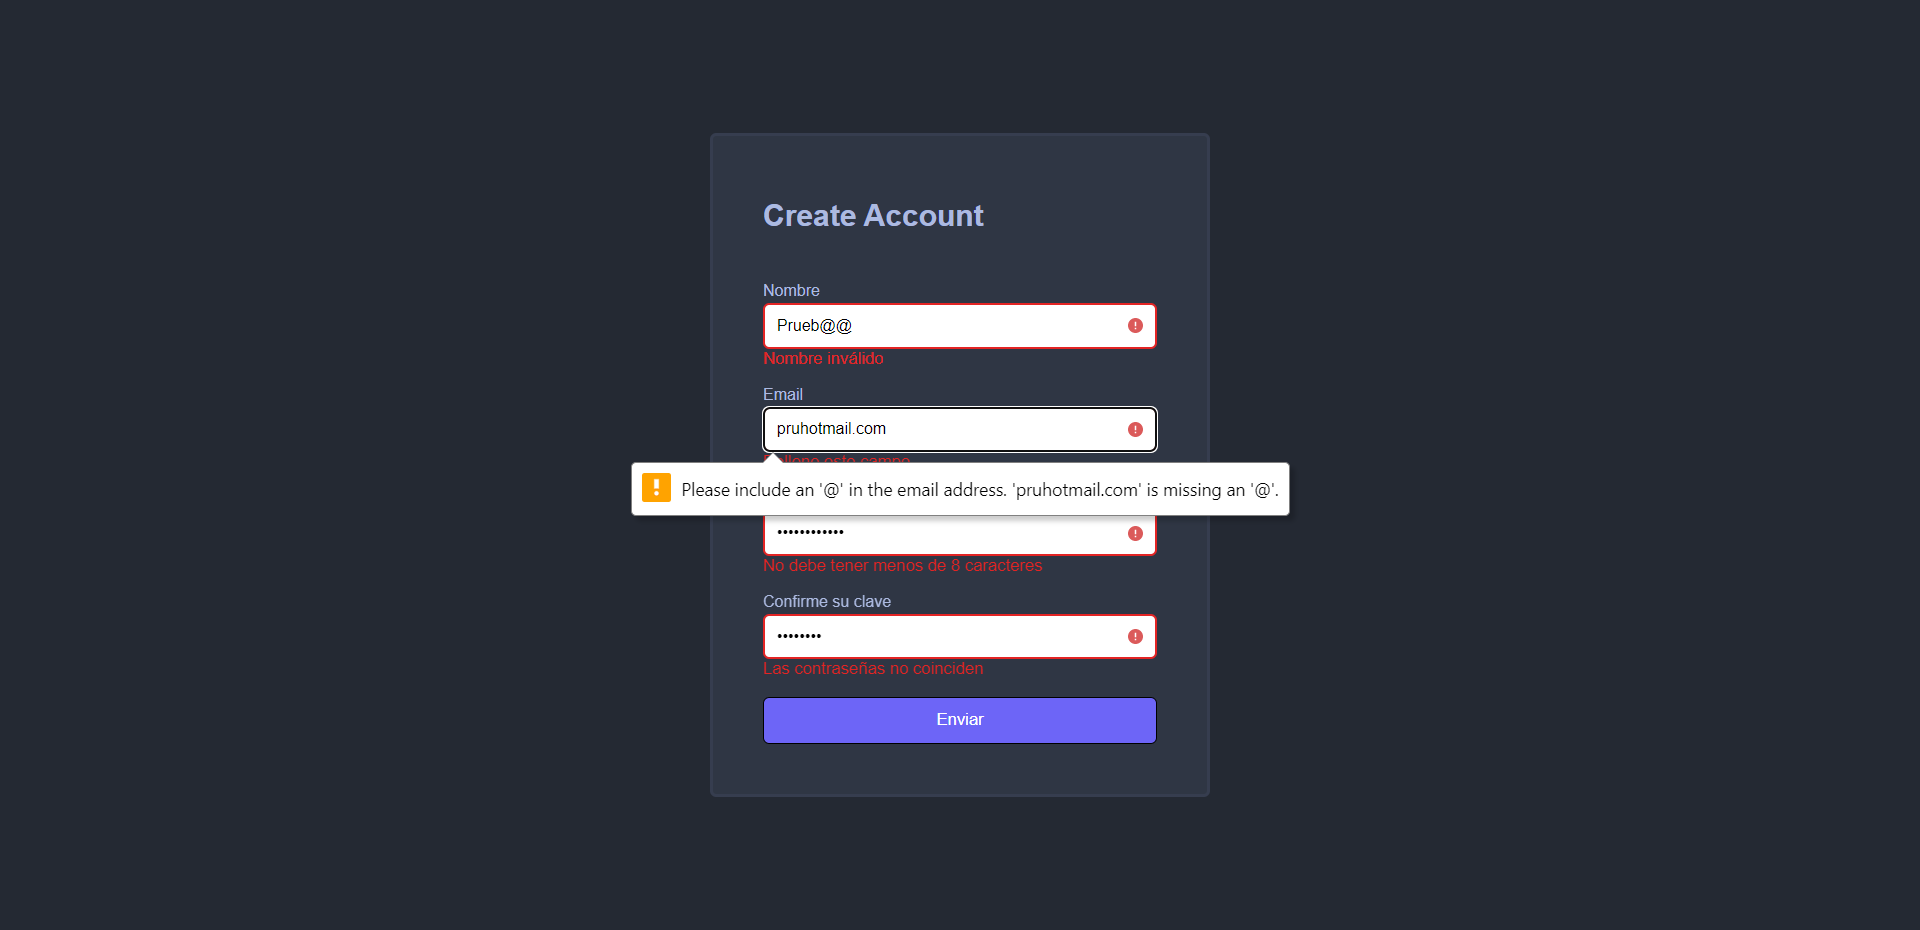 Create Account
Nombre
Prueb@@
Nombre inválido
Email
pruhotmail.com
este campo
Please include an '@' in the email address. 'pruhotmail.com' is missing an '@'.
••••••••••••
No debe tener menos de 8 caracteres
Confirme su clave
••••••••
Las contraseñas no coinciden
Enviar